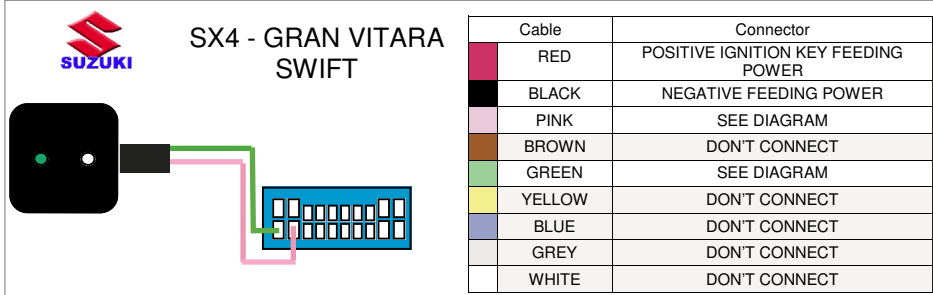 SUZUKI
SX4 - GRAN VITARA
SWIFT
Cable Connector
RED POSITIVE IGNITION KEY FEEDING
POWER
BLACK NEGATIVE FEEDING POWER
PINK SEE DIAGRAM
BROWN DON'T CONNECT
GREEN SEE DIAGRAM
YELLOW DON'T CONNECT
BLUE DON'T CONNECT
GREY DON'T CONNECT
WHITE DON'T CONNECT